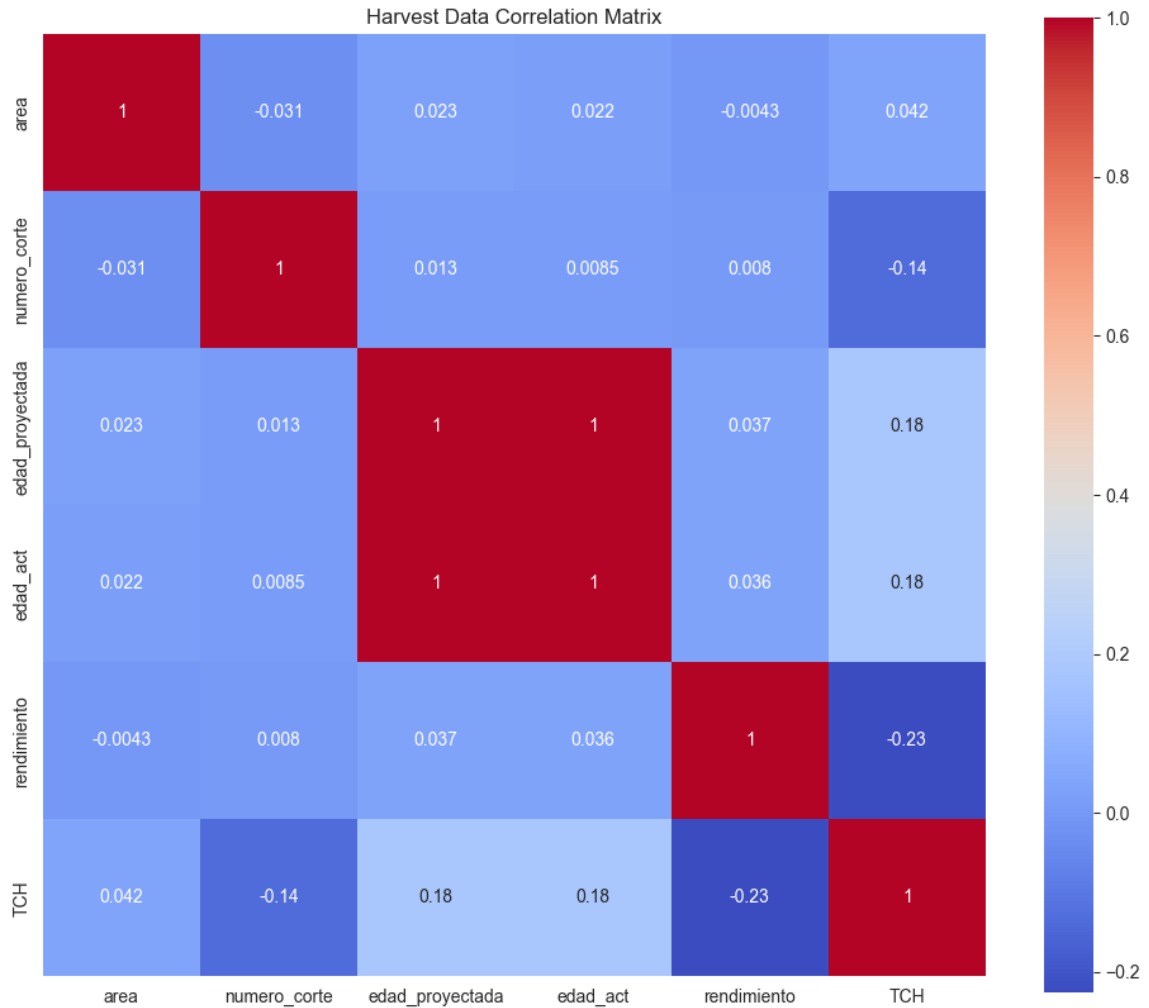 Harvest Data Correlation Matrix
area 1 -0.031 0.023 0.022 -0.0043 0.042
numero_corte -0.031 1 0.013 0.0085 0.008 -0.14
edad_proyectada 0.023 0.013 1 1 0.037 0.18
edad_act 0.022 0.0085 1 1 0.036 0.18
rendimiento -0.0043 0.008 0.037 0.036 1 -0.23
TCH 0.042 -0.14 0.18 0.18 -0.23 1
area numero_corte edad_proyectada edad_act rendimiento TCH
1.0
0.8
0.6
0.4
0.2
0.0
−0.2